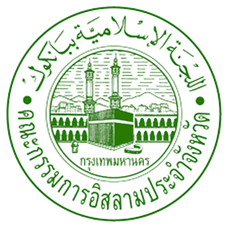 اللجنة الإسلامية ببانكوك
กรุงเทพมหานคร
คณะกรรมการอิสลามประจำจังหวัด